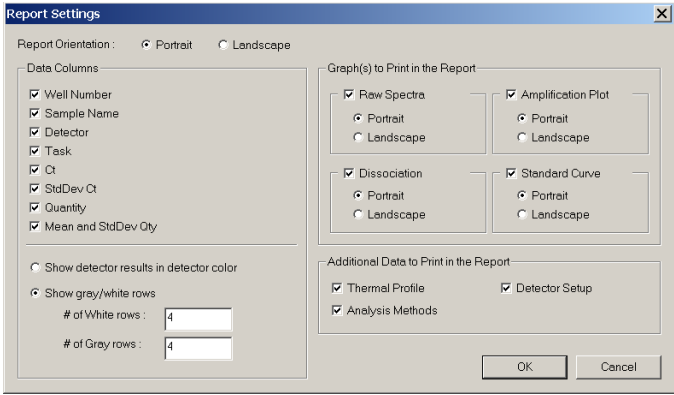 Report Settings
Report Orientation : Portrait Landscape
Data Columns
Well Number
Sample Name
Detector
Task
Ct
StdDev Ct
Quantity
Mean and StdDev Qty
Show detector results in detector color
Show gray/white rows
# of White rows : 4
# of Gray rows : 4
Graph(s) to Print in the Report
Raw Spectra
Portrait
Landscape
Amplification Plot
Portrait
Landscape
Dissociation
Portrait
Landscape
Standard Curve
Portrait
Landscape
Additional Data to Print in the Report
Thermal Profile Detector Setup
Analysis Methods
OK Cancel